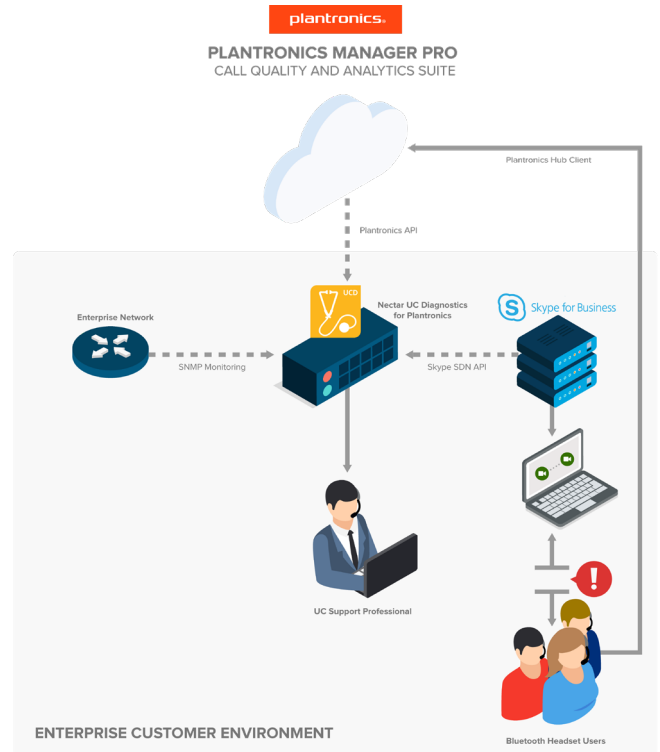 plantronics®
PLANTRONICS MANAGER PRO
CALL QUALITY AND ANALYTICS SUITE
Plantronics Hub Client
Plantronics API
UCD
Nectar UC Diagnostics
for Plantronics
S
Skype for Business
Enterprise Network
SNMP Monitoring
Skype SDN API
!
UC Support Professional
ENTERPRISE CUSTOMER ENVIRONMENT
Bluetooth Headset Users